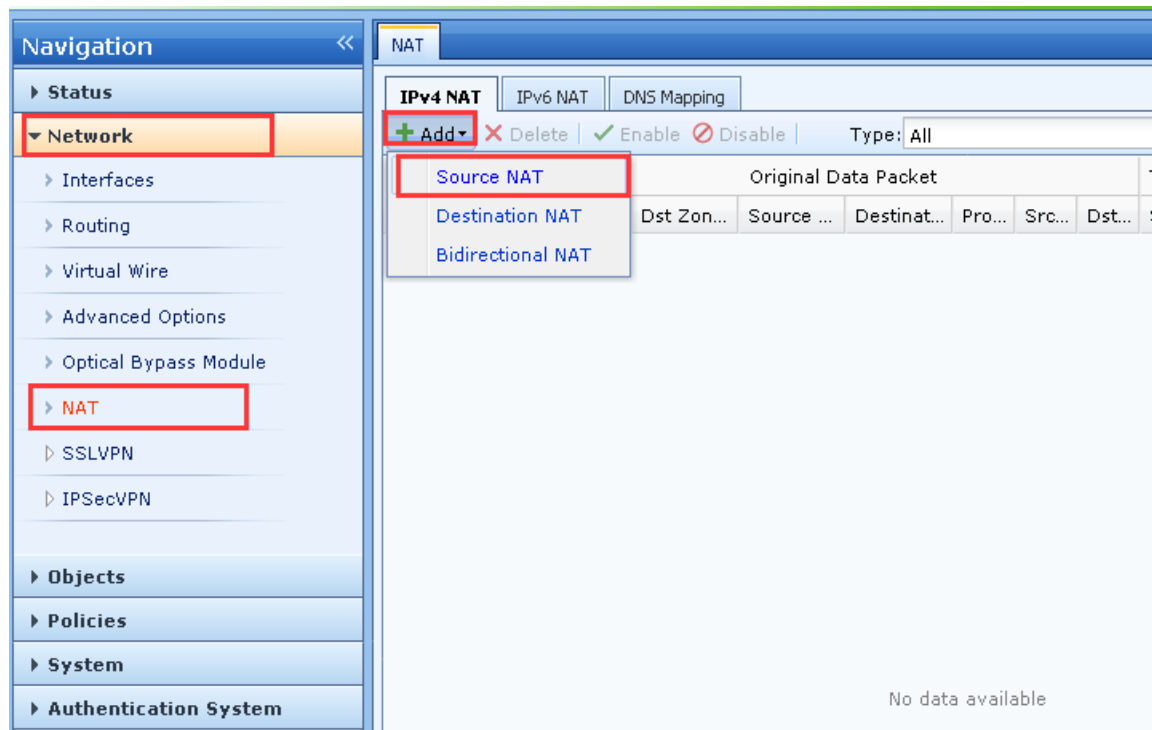 Navigation
Status
Network
Interfaces
Routing
Virtual Wire
Advanced Options
Optical Bypass Module
NAT
SSLVPN
IPSecVPN
Objects
Policies
System
Authentication System
NAT
IPv4 NAT IPv6 NAT DNS Mapping
Add Delete Enable Disable Type: All
Source NAT
Destination NAT
Bidirectional NAT
Original Data Packet
Dst Zon... Source ... Destinat... Pro... Src... Dst...
No data available